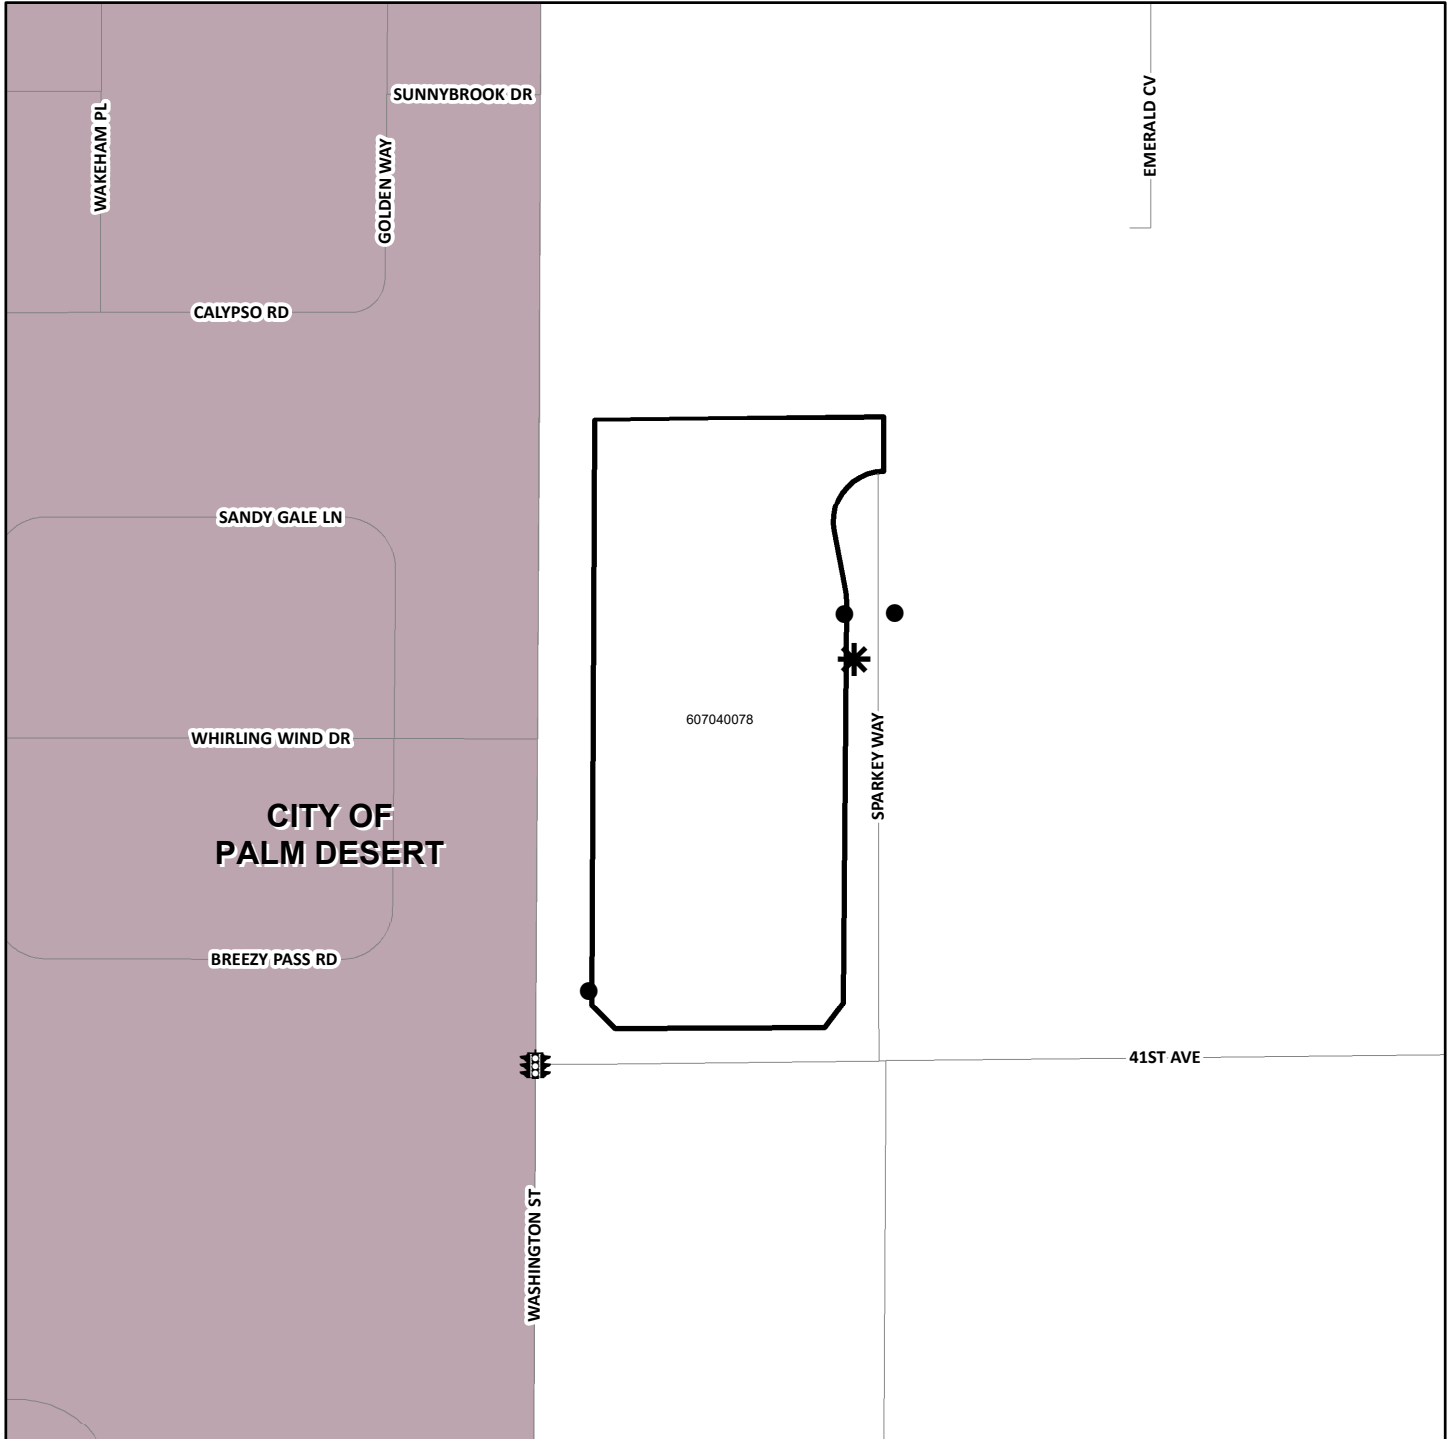 SUNNYBROOK DR
WAKEHAM PL
GOLDEN WAY
EMERALD CV
CALYPSO RD
SANDY GALE LN
607040078
WHIRLING WIND DR
SPARKEY WAY
CITY OF
PALM DESERT
BREEZY PASS RD
41ST AVE
WASHINGTON ST